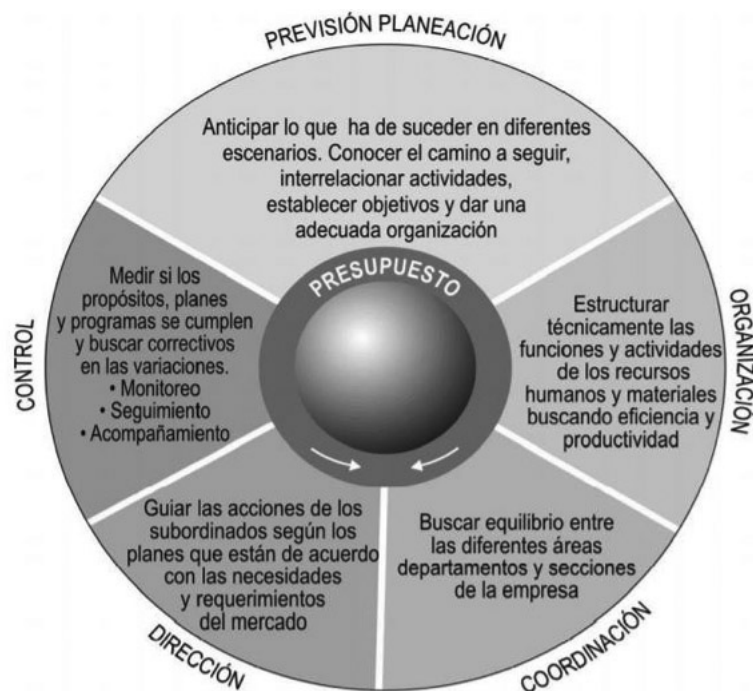 PREVISIÓN PLANEACIÓN
Anticipar lo que ha de suceder en diferentes
escenarios. Conocer el camino a seguir,
interrelacionar actividades,
establecer objetivos y dar una
adecuada organización
PRESUPUESTO
ORGANIZACIÓN
Estructurar
técnicamente las
funciones y actividades
de los recursos
humanos y materiales
buscando eficiencia y
productividad
COORDINACIÓN
Buscar equilibrio entre
las diferentes áreas
departamentos y secciones
de la empresa
DIRECCIÓN
Guiar las acciones de los
subordinados según los
planes que están de acuerdo
con las necesidades
y requerimientos
del mercado
CONTROL
Medir si los
propósitos, planes
y programas se cumplen
y buscar correctivos
en las variaciones.
• Monitoreo
• Seguimiento
• Acompañamiento